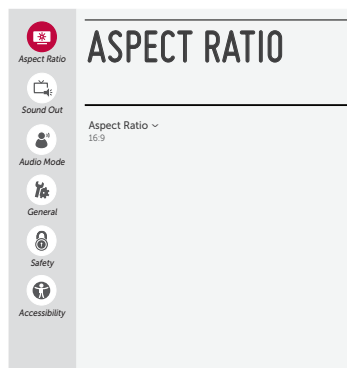 ASPECT RATIO
Aspect Ratio
Sound Out
Audio Mode
General
Safety
Accessibility
Aspect Ratio
16:9